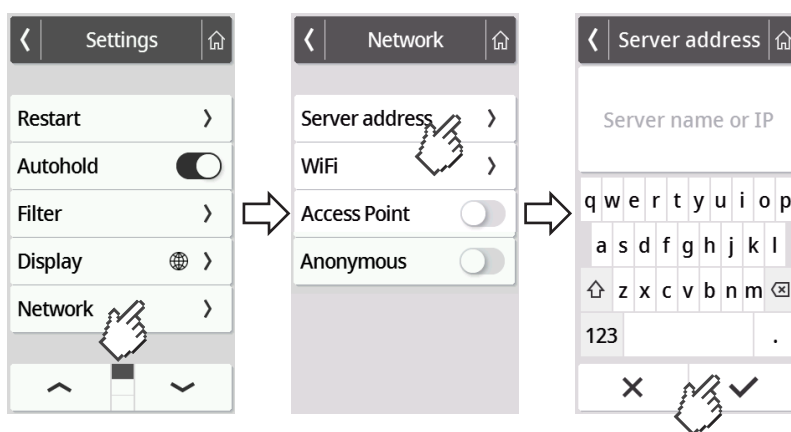 Settings
Restart
Autohold
Filter
Display
Network
Network
Server address
WiFi
Access Point
Anonymous
Server address
Server name or IP
q w e r t y u i o p
a s d f g h j k l
z x c v b n m
123 .